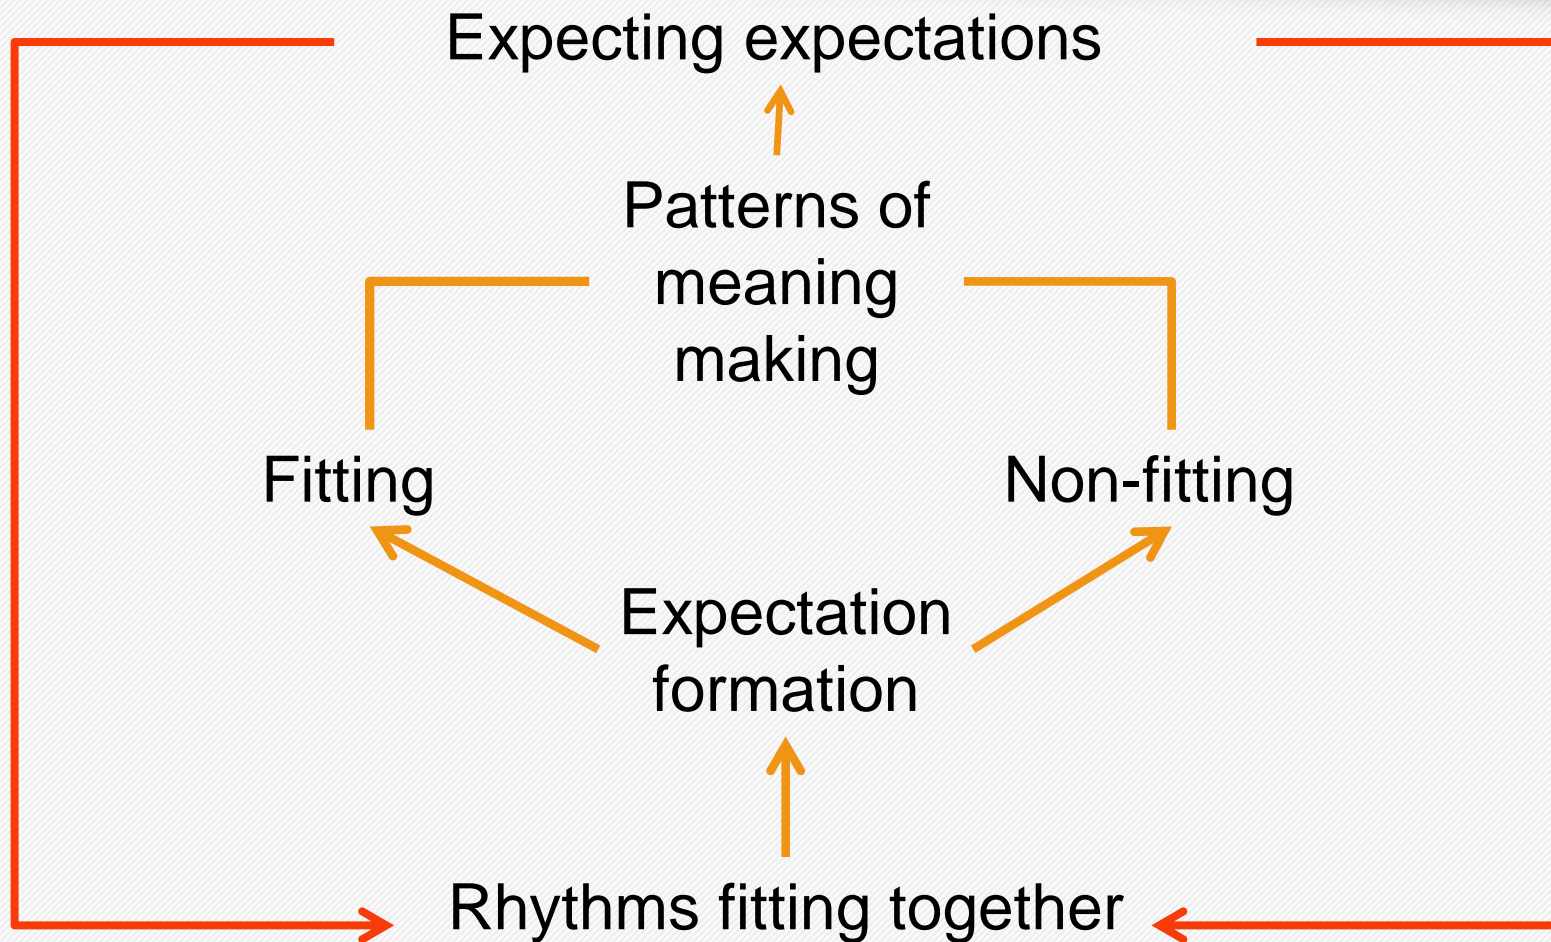 Expecting expectations
Patterns of
meaning
making
Fitting
Non-fitting
Expectation
formation
Rhythms fitting together